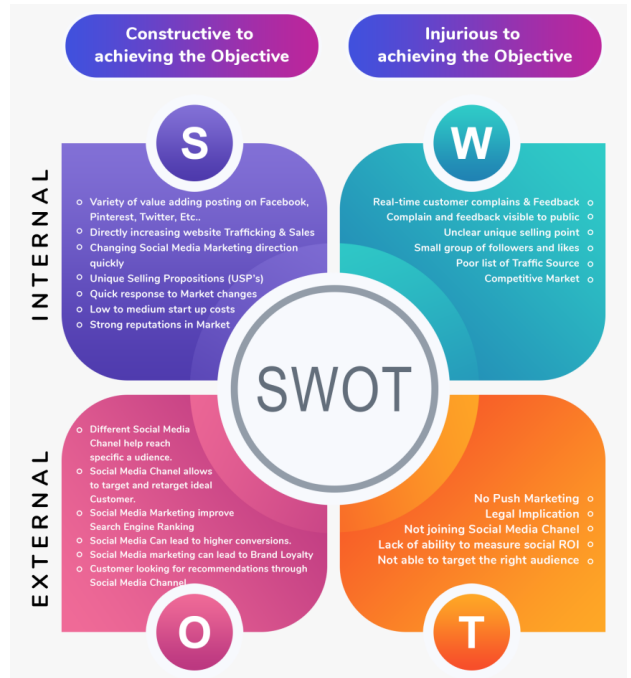 Constructive to
achieving the Objective
Injurious to
achieving the Objective
INTERNAL
S
Variety of value adding posting on Facebook,
Pinterest, Twitter, Etc..
Directly increasing website Trafficking & Sales
Changing Social Media Marketing direction
quickly
Unique Selling Propositions (USP's)
Quick response to Market changes
Low to medium start up costs
Strong reputations in Market
W
Real-time customer complains & Feedback
Complain and feedback visible to public
Unclear unique selling point
Small group of followers and likes
Poor list of Traffic Source
Competitive Market
SWOT
EXTERNAL
Different Social Media
Chanel help reach
specific a udience.
Social Media Chanel allows
to target and retarget ideal
Customer.
Social Media Marketing improve
Search Engine Ranking
Social Media Can lead to higher conversions.
Social Media marketing can lead to Brand Loyalty
Customer looking for recommendations through
Social Media Channel
O
No Push Marketing
Legal Implication
Not joining Social Media Chanel
Lack of ability to measure social ROI
Not able to target the right audience
T